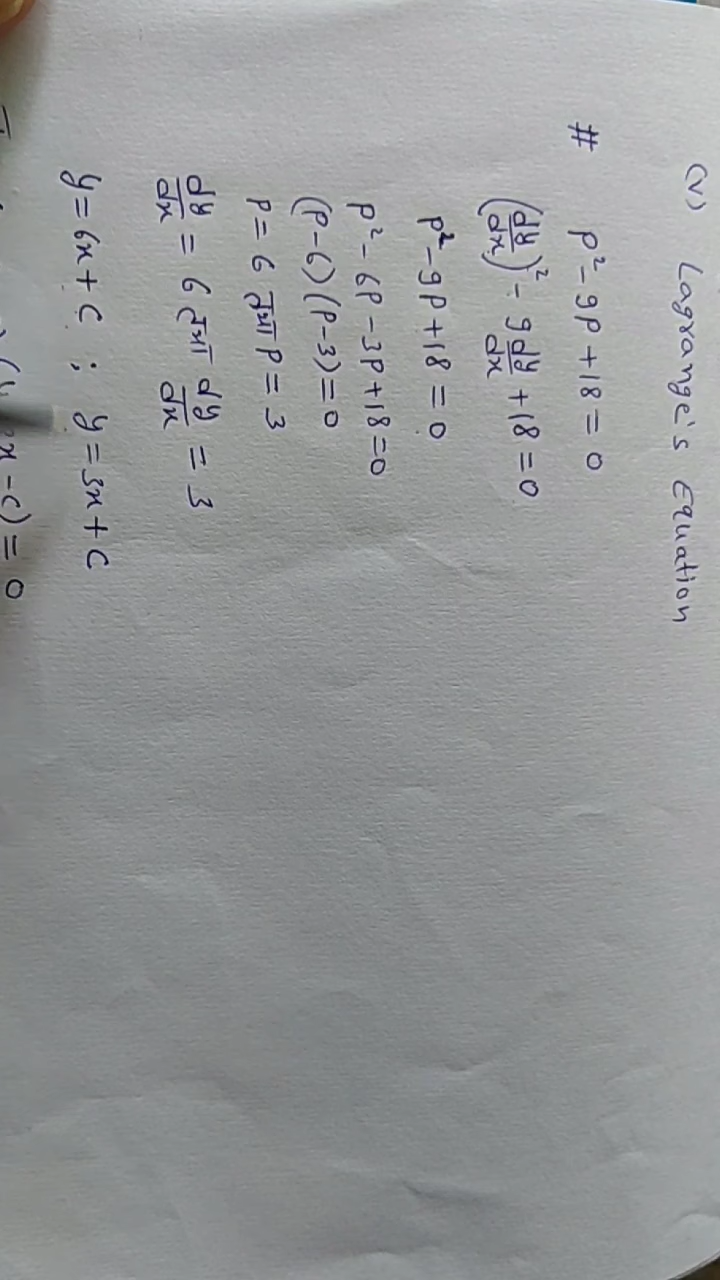 (V) Lagrange's Equation
# p² - 9p + 18 = 0
(dy/dx)² - 9 dy/dx + 18 = 0
p² - 9p + 18 = 0
p² - 6p - 3p + 18 = 0
(p-6) (p-3) = 0
p = 6 तथा p = 3
dy/dx = 6 तथा dy/dx = 3
y = 6x + c ; y = 3x + c
x - c) = 0